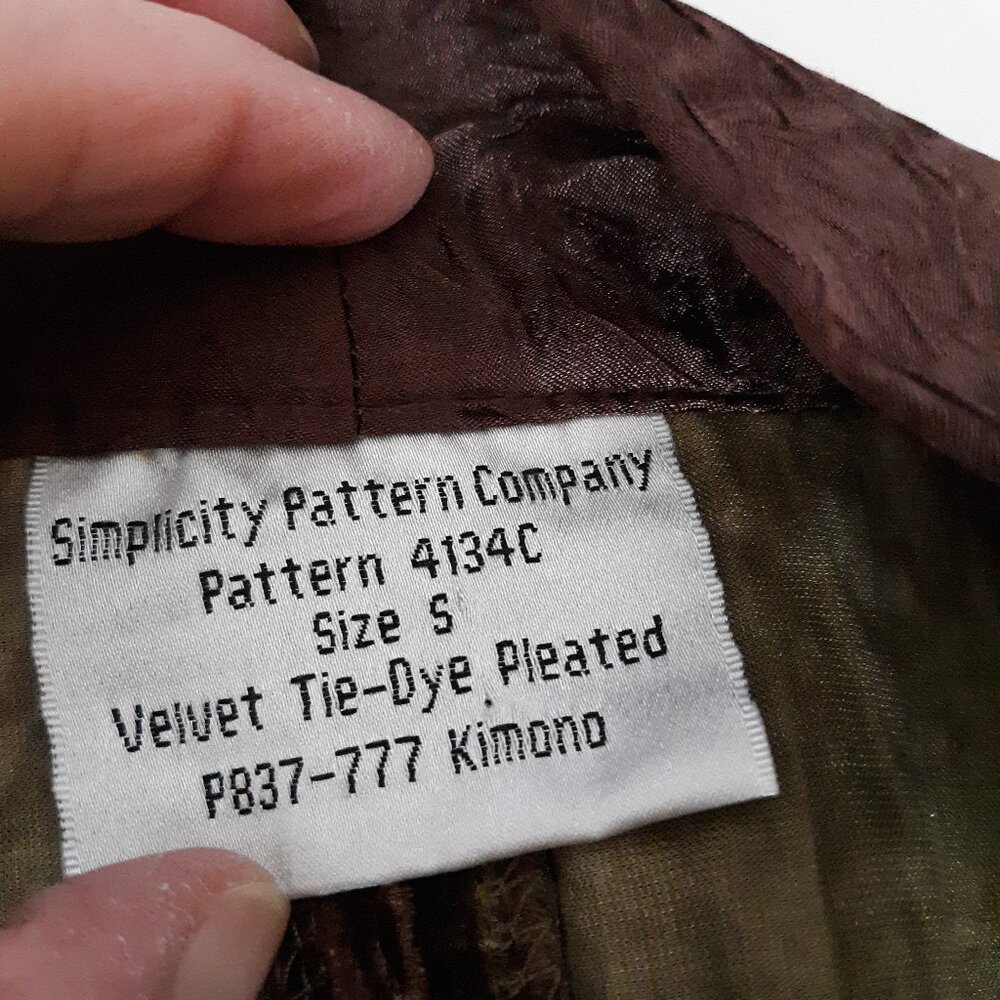 Simplicity Pattern Company
Pattern 4134C
Size S
Velvet Tie-Dye Pleated
P837-777 Kimono